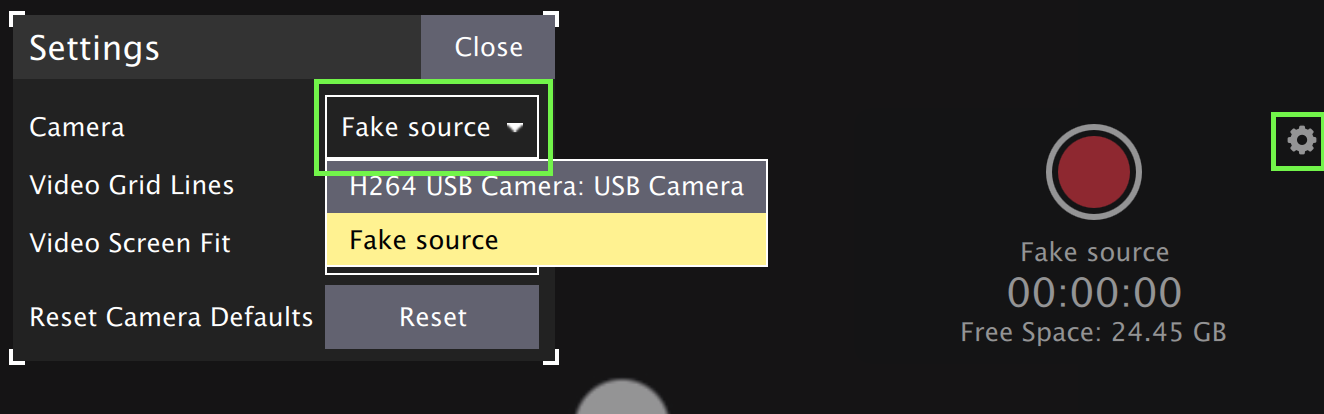 Settings
Close
Camera
Fake source
H264 USB Camera: USB Camera
Fake source
Video Grid Lines
Video Screen Fit
Reset Camera Defaults
Reset
Fake source
00:00:00
Free Space: 24.45 GB